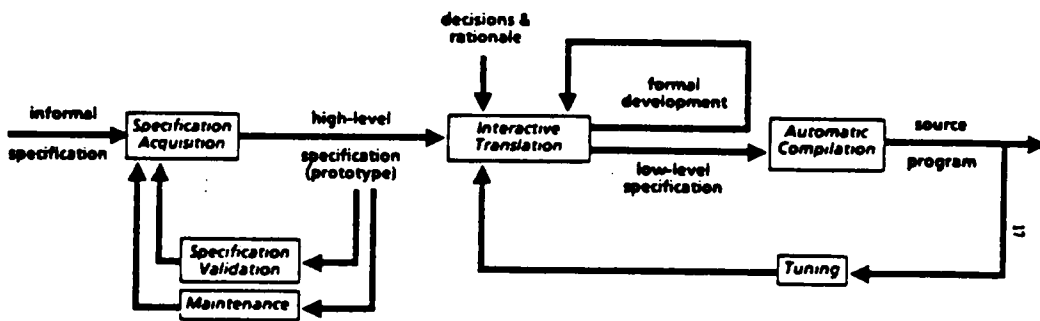 decisions &
rationale
informal
specification
Specification
Acquisition
high-level
specification
(prototype)
Interactive
Translation
formal
development
low-level
specification
Automatic
Compilation
source
program
Specification
Validation
Maintenance
Tuning
17